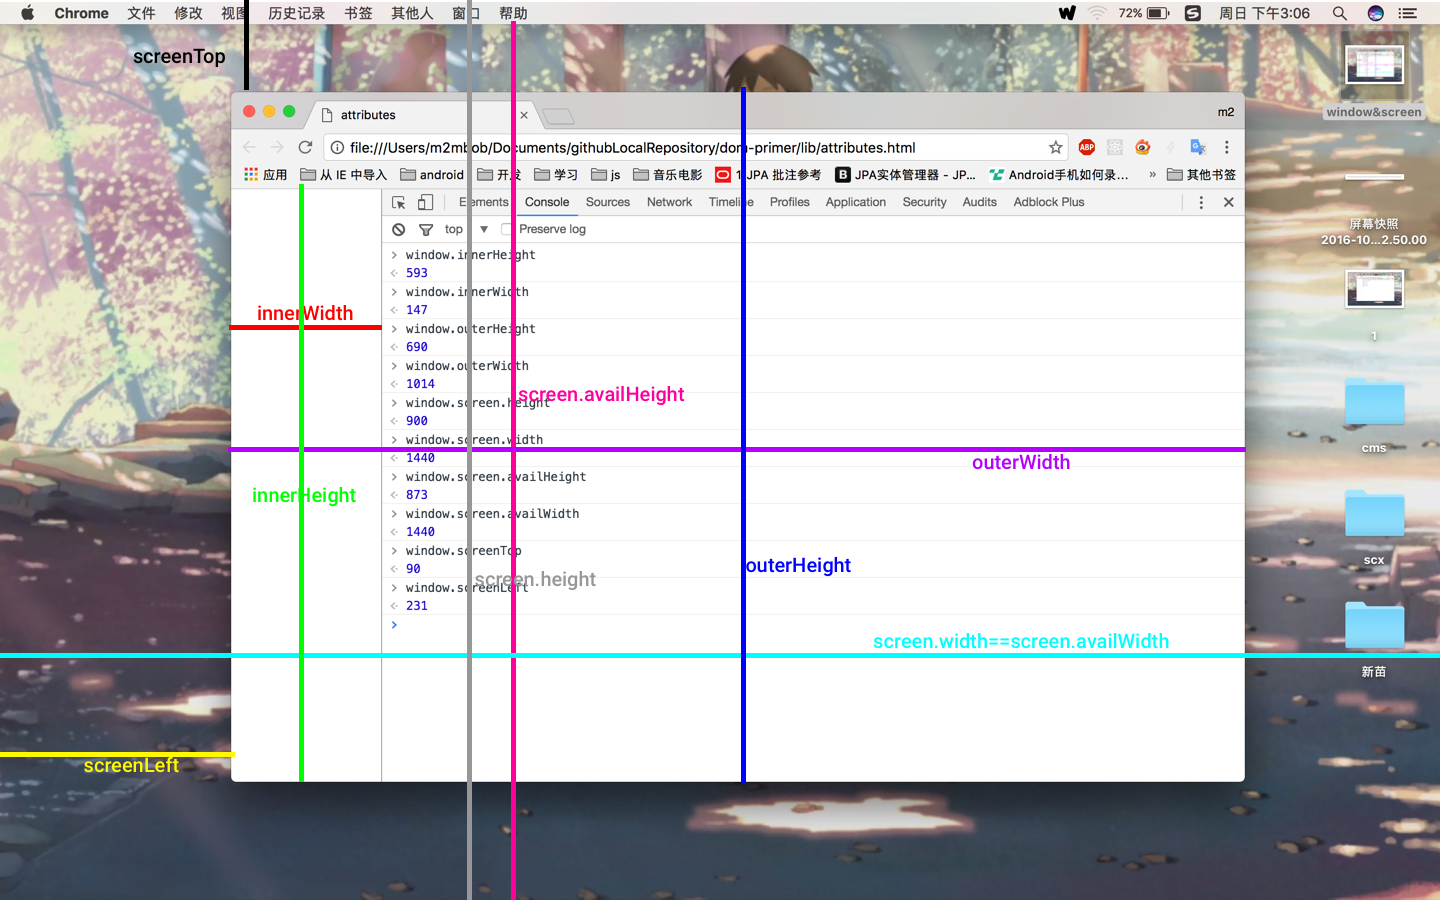 Chrome 文件 修改 视图 历史记录 书签 其他人 窗口 帮助 72% 周日 下午3:06
screenTop
window&screen
attributes
m2
file:///Users/m2mbob/Documents/githubLocalRepository/dom-primer/lib/attributes.html
ABP
应用 从 IE 中导入 android 开发 学习 js 音乐电影 JPA 批注参考 B JPA实体管理器 - JP... Android手机如何录... » 其他书签
Elements Console Sources Network Timeline Profiles Application Security Audits Adblock Plus
top Preserve log
屏幕快照
2016-10...2.50.00
window.innerHeight
593
window.innerWidth
147
innerWidth
window.outerHeight
690
1
window.outerWidth
1014
screen.availHeight
window.screen.height
900
window.screen.width
1440
cms
outerWidth
window.screen.availHeight
873
innerHeight
window.screen.availWidth
1440
window.screenTop
90
scx
outerHeight
screen.height
window.screenLeft
231
screen.width==screen.availWidth
新苗
screenLeft